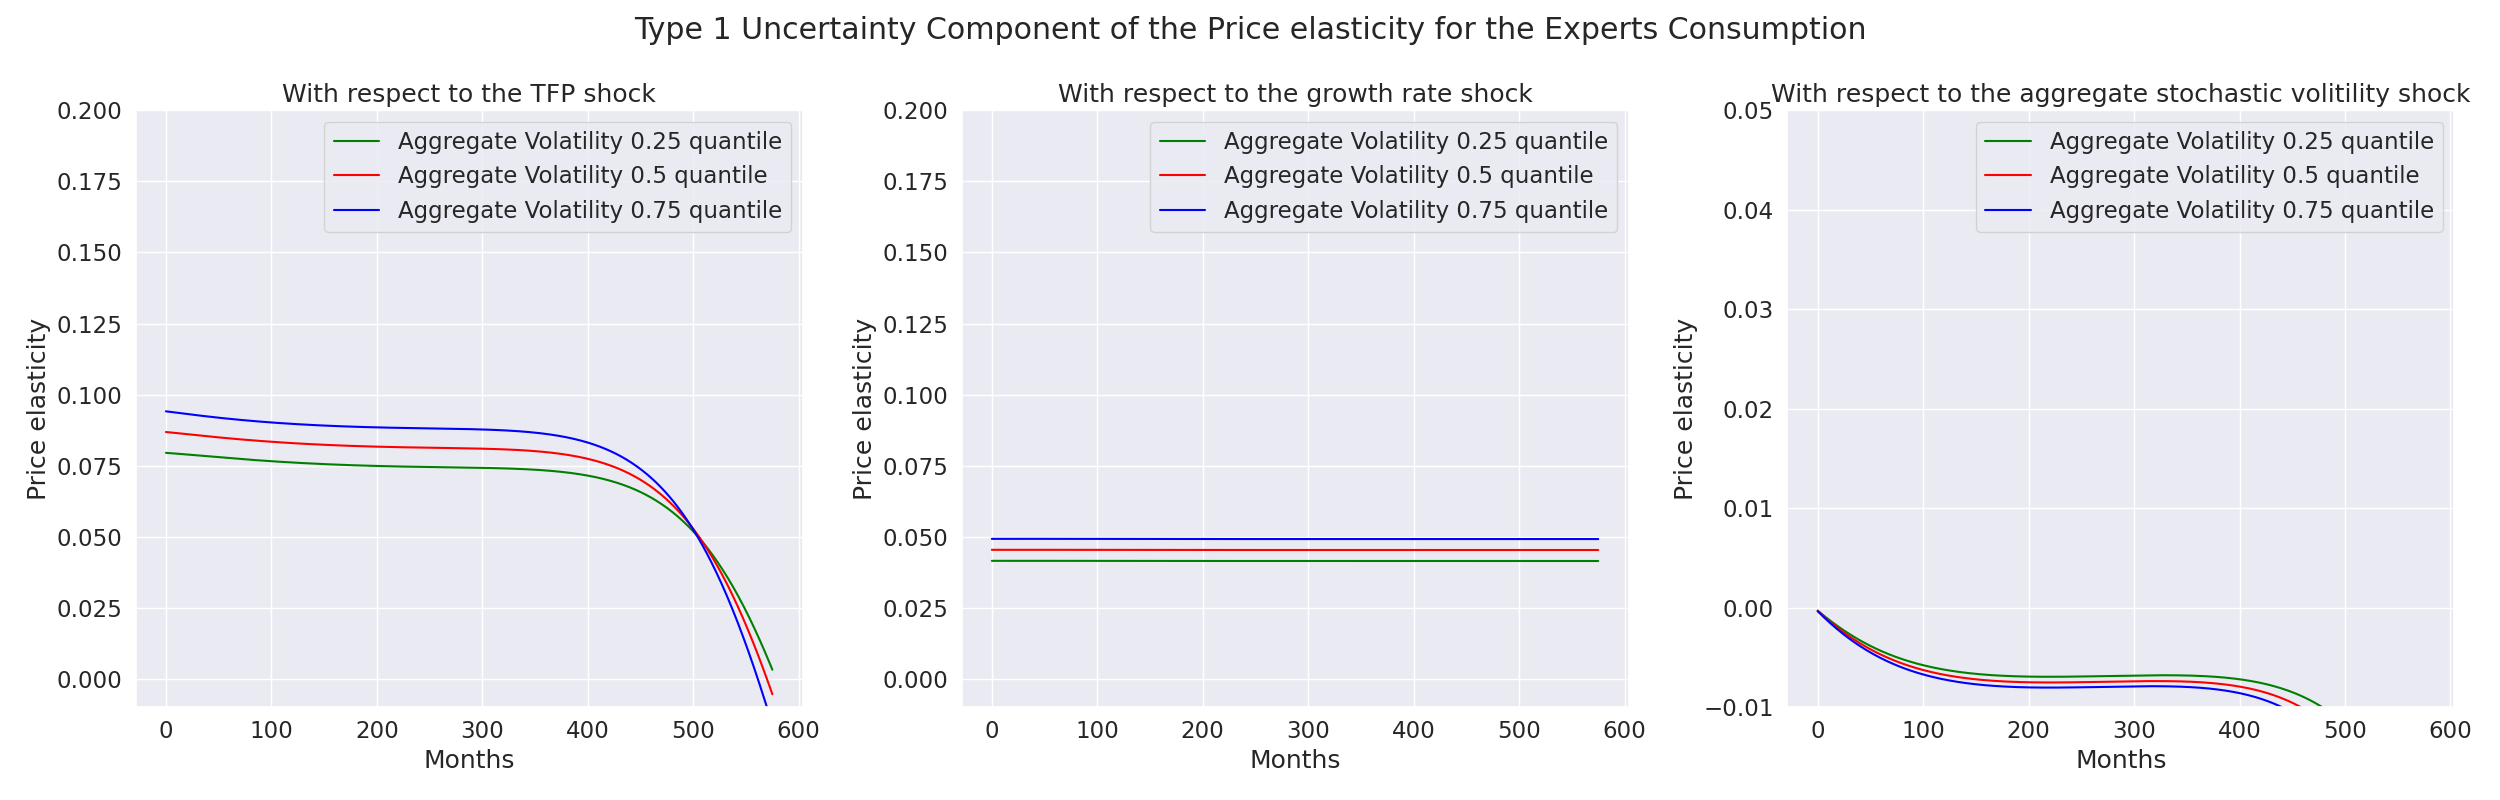 Type 1 Uncertainty Component of the Price elasticity for the Experts Consumption
With respect to the TFP shock
0.200
0.175
0.150
0.125
0.100
0.075
0.050
0.025
0.000
Price elasticity
Aggregate Volatility 0.25 quantile
Aggregate Volatility 0.5 quantile
Aggregate Volatility 0.75 quantile
0 100 200 300 400 500 600
Months
With respect to the growth rate shock
0.200
0.175
0.150
0.125
0.100
0.075
0.050
0.025
0.000
Price elasticity
Aggregate Volatility 0.25 quantile
Aggregate Volatility 0.5 quantile
Aggregate Volatility 0.75 quantile
0 100 200 300 400 500 600
Months
With respect to the aggregate stochastic volitility shock
0.05
0.04
0.03
0.02
0.01
0.00
−0.01
Price elasticity
Aggregate Volatility 0.25 quantile
Aggregate Volatility 0.5 quantile
Aggregate Volatility 0.75 quantile
0 100 200 300 400 500 600
Months